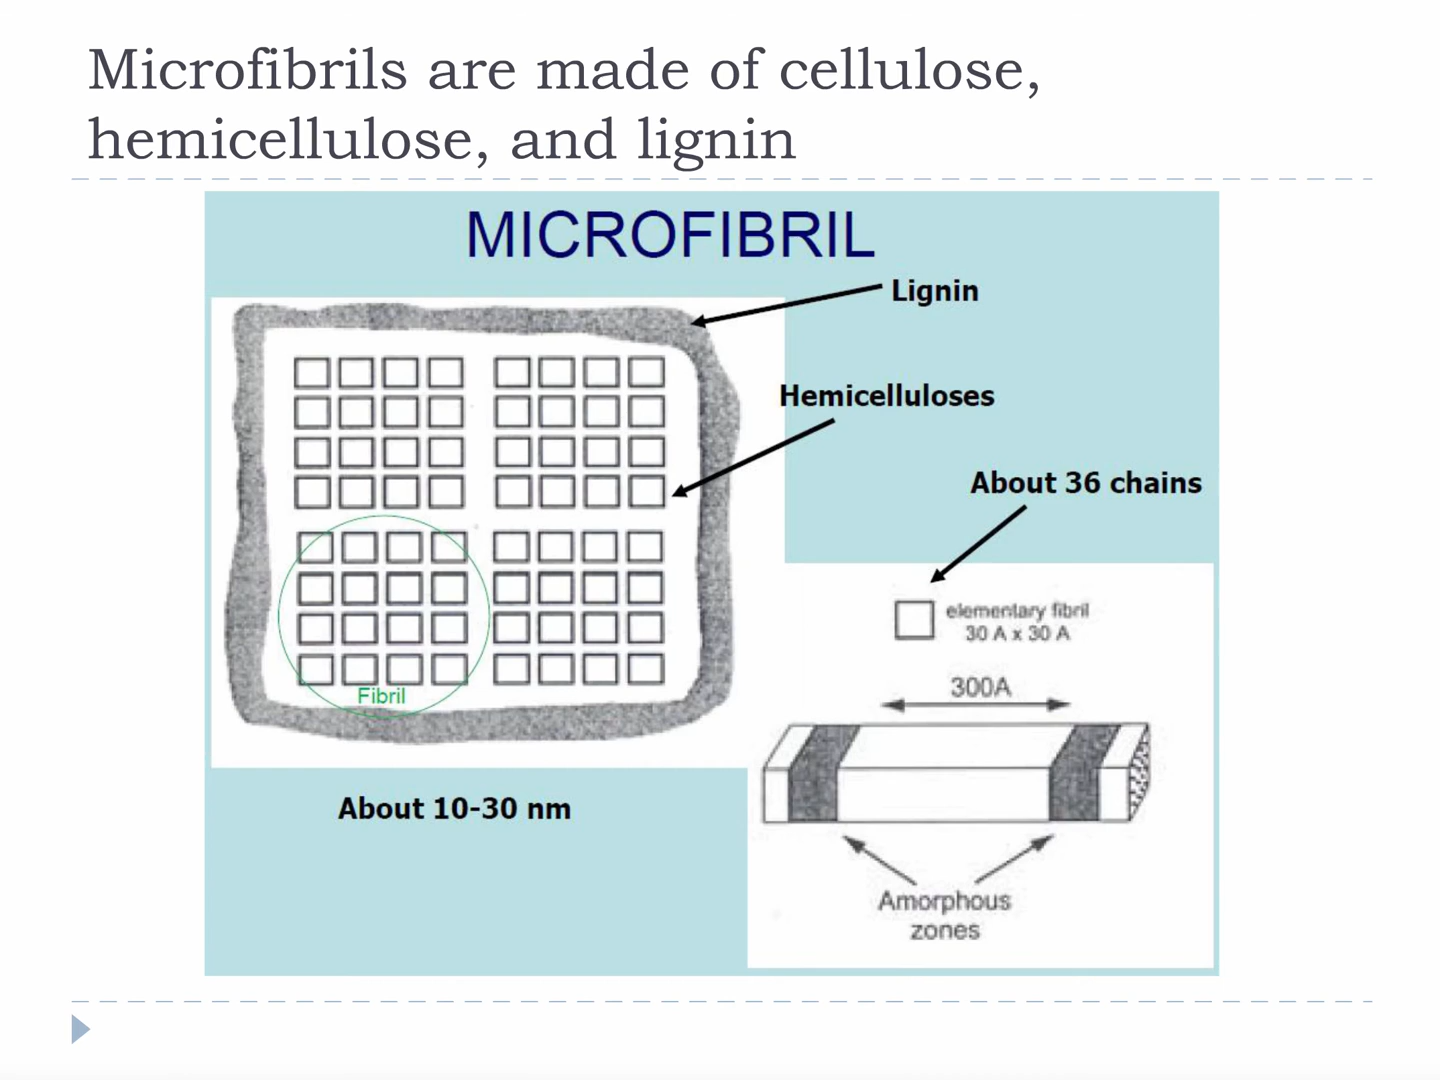 Microfibrils are made of cellulose,
hemicellulose, and lignin
MICROFIBRIL
Lignin
Hemicelluloses
About 36 chains
elementary fibril
30 A x 30 A
300A
Fibril
About 10-30 nm
Amorphous
zones